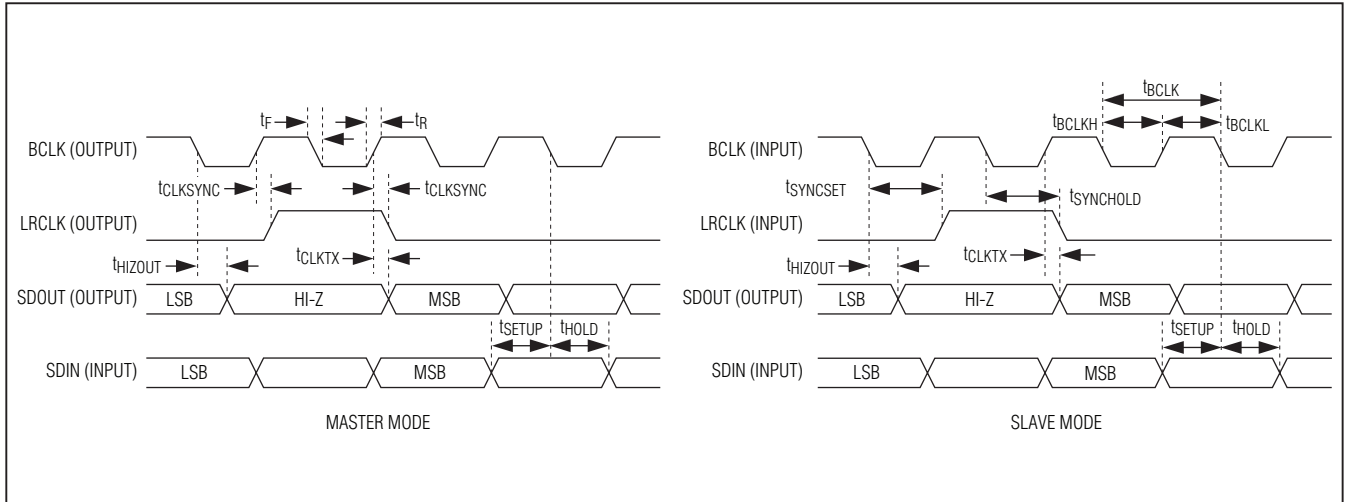 tF
tR
BCLK (OUTPUT)
tCLKSYNC
tCLKSYNC
LRCLK (OUTPUT)
tHIZOUT
tCLKTX
SDOUT (OUTPUT)
LSB
HI-Z
MSB
tSETUP
tHOLD
SDIN (INPUT)
LSB
MSB
MASTER MODE
tBCLK
tBCLKH
tBCLKL
BCLK (INPUT)
tSYNCSET
tSYNCHOLD
LRCLK (INPUT)
tHIZOUT
tCLKTX
SDOUT (OUTPUT)
LSB
HI-Z
MSB
tSETUP
tHOLD
SDIN (INPUT)
LSB
MSB
SLAVE MODE